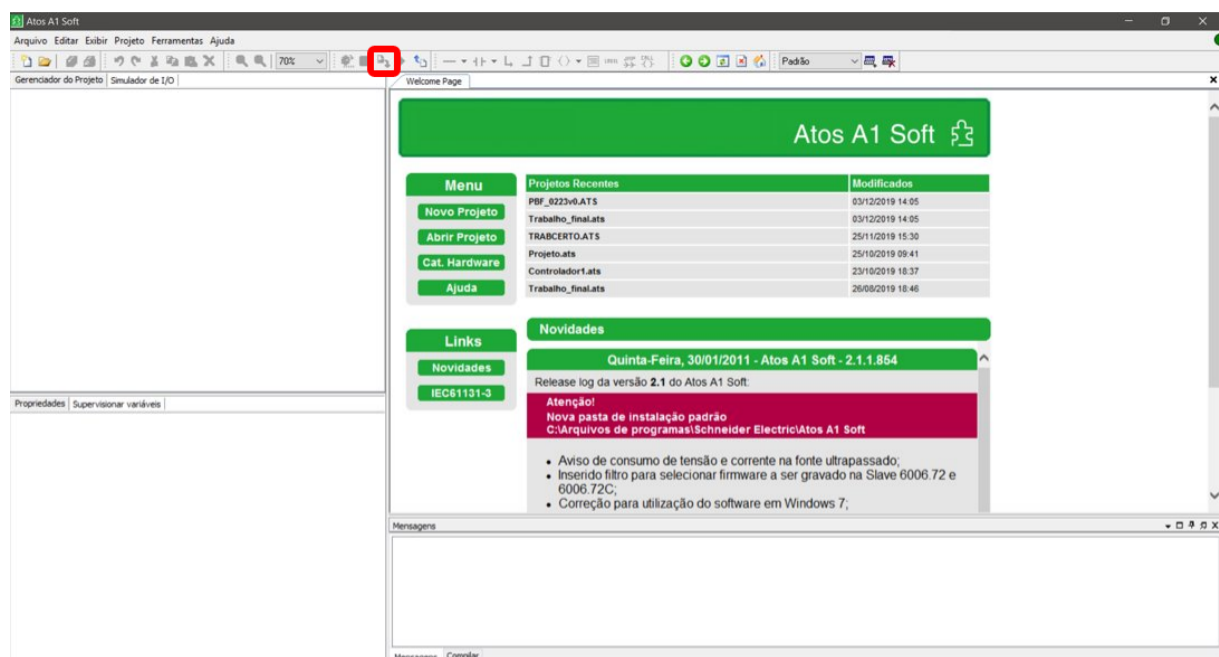 Atos A1 Soft
Arquivo Editar Exibir Projeto Ferramentas Ajuda
70%
Padrão
Gerenciador do Projeto Simulador de I/O
Welcome Page
Atos A1 Soft
Menu
Novo Projeto
Abrir Projeto
Cat. Hardware
Ajuda
Projetos Recentes Modificados
PBF_0223v0.ATS 03/12/2019 14:05
Trabalho_final.ats 03/12/2019 14:05
TRABCERTO.ATS 25/11/2019 15:30
Projeto.ats 25/10/2019 09:41
Controlador1.ats 23/10/2019 18:37
Trabalho_final.ats 26/08/2019 18:46
Links
Novidades
IEC61131-3
Novidades
Quinta-Feira, 30/01/2011 - Atos A1 Soft - 2.1.1.854
Release log da versão 2.1 do Atos A1 Soft:
Atenção!
Nova pasta de instalação padrão
C:\Arquivos de programas\Schneider Electric\Atos A1 Soft
Aviso de consumo de tensão e corrente na fonte ultrapassado;
Inserido filtro para selecionar firmware a ser gravado na Slave 6006.72 e
6006.72C;
Correção para utilização do software em Windows 7;
Propriedades Supervisionar variáveis
Mensagens
Mensagens Compilar